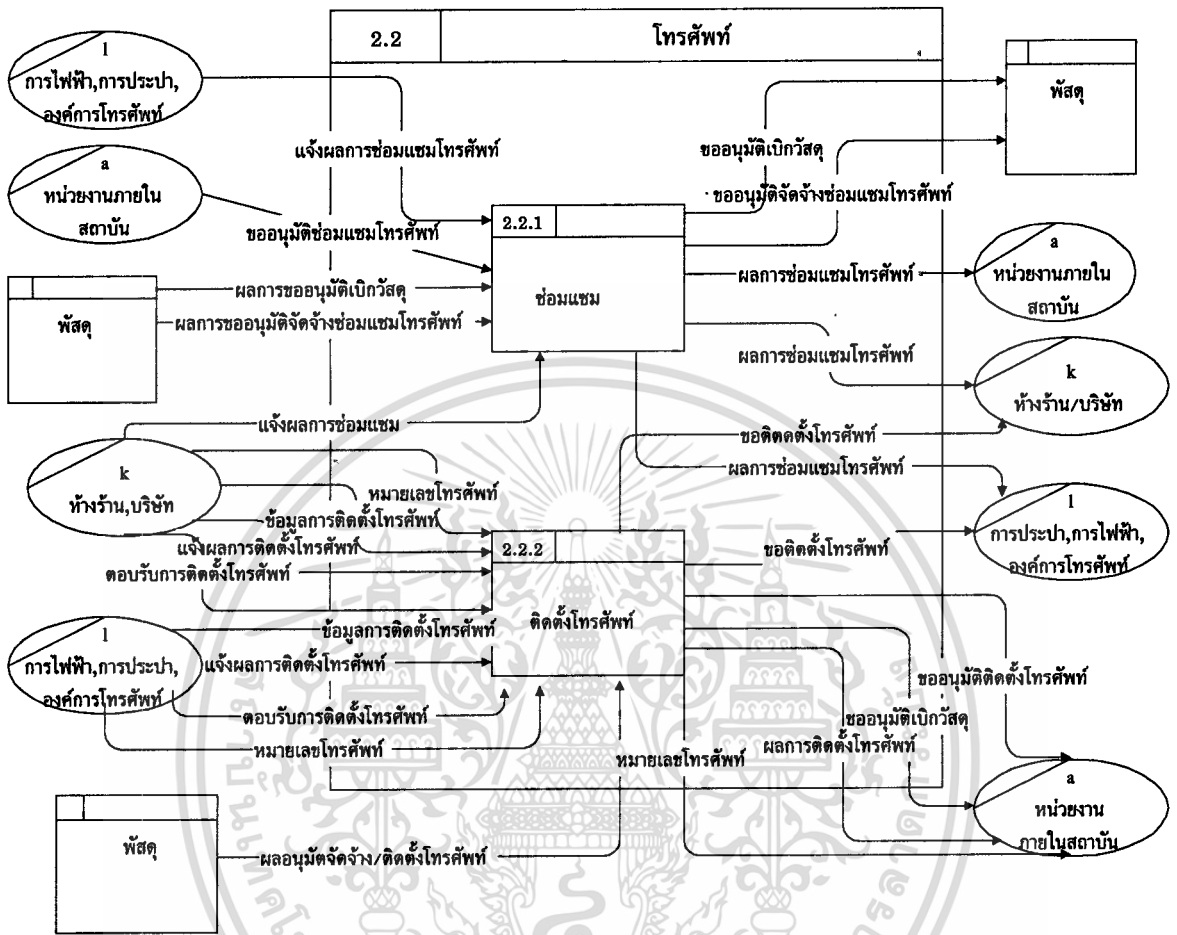 2.2
โทรศัพท์
l
การไฟฟ้า,การประปา,
องค์การโทรศัพท์
พัสดุ
แจ้งผลการซ่อมแซมโทรศัพท์
ขออนุมัติเบิกวัสดุ
a
หน่วยงานภายใน
สถาบัน
ขออนุมัติจัดจ้างซ่อมแซมโทรศัพท์
2.2.1
ซ่อมแซม
ขออนุมัติซ่อมแซมโทรศัพท์
a
หน่วยงานภายใน
สถาบัน
ผลการซ่อมแซมโทรศัพท์
พัสดุ
ผลการขออนุมัติเบิกวัสดุ
ผลการขออนุมัติจัดจ้างซ่อมแซมโทรศัพท์
ผลการซ่อมแซมโทรศัพท์
k
ห้างร้าน/บริษัท
แจ้งผลการซ่อมแซม
ขอติตดตั้งโทรศัพท์
ผลการซ่อมแซมโทรศัพท์
k
ห้างร้าน,บริษัท
หมายเลขโทรศัพท์
ข้อมูลการติดตั้งโทรศัพท์
แจ้งผลการติดตั้งโทรศัพท์
ตอบรับการติดตั้งโทรศัพท์
2.2.2
ติดตั้งโทรศัพท์
l
การประปา,การไฟฟ้า,
องค์การโทรศัพท์
ขอติตตั้งโทรศัพท์
l
การไฟฟ้า,การประปา,
องค์การโทรศัพท์
ข้อมูลการติดตั้งโทรศัพท์
แจ้งผลการติดตั้งโทรศัพท์
ตอบรับการติดตั้งโทรศัพท์
หมายเลขโทรศัพท์
ขออนุมัติติดตั้งโทรศัพท์
ขออนุมัติเบิกวัสดุ
ผลการติดตั้งโทรศัพท์
หมายเลขโทรศัพท์
a
หน่วยงาน
ภายในสถาบัน
พัสดุ
ผลอนุมัตจัดจ้าง/ติดตั้งโทรศัพท์